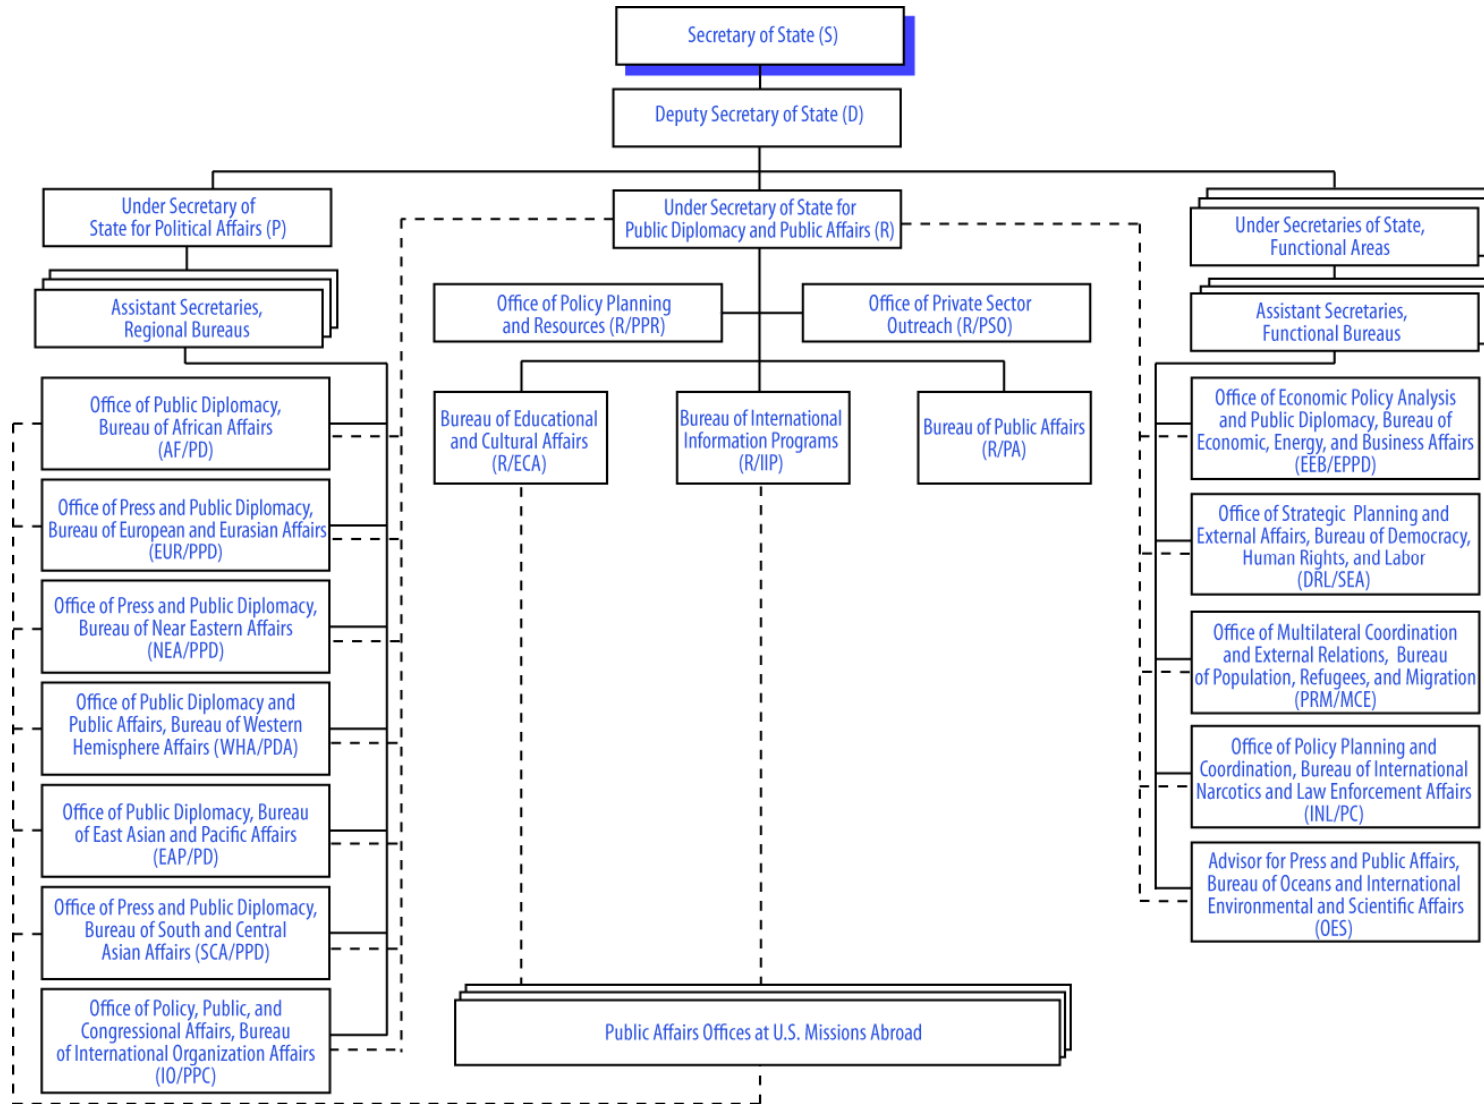 Secretary of State (S)
Deputy Secretary of State (D)
Under Secretary of
State for Political Affairs (P)
Under Secretary of State for
Public Diplomacy and Public Affairs (R)
Under Secretaries of State,
Functional Areas
Assistant Secretaries,
Regional Bureaus
Office of Policy Planning
and Resources (R/PPR)
Office of Private Sector
Outreach (R/PSO)
Assistant Secretaries,
Functional Bureaus
Office of Public Diplomacy,
Bureau of African Affairs
(AF/PD)
Office of Press and Public Diplomacy,
Bureau of European and Eurasian Affairs
(EUR/PPD)
Office of Press and Public Diplomacy,
Bureau of Near Eastern Affairs
(NEA/PPD)
Office of Public Diplomacy and
Public Affairs, Bureau of Western
Hemisphere Affairs (WHA/PDA)
Office of Public Diplomacy, Bureau
of East Asian and Pacific Affairs
(EAP/PD)
Office of Press and Public Diplomacy,
Bureau of South and Central
Asian Affairs (SCA/PPD)
Office of Policy, Public, and
Congressional Affairs, Bureau
of International Organization Affairs
(IO/PPC)
Bureau of Educational
and Cultural Affairs
(R/ECA)
Bureau of International
Information Programs
(R/IIP)
Bureau of Public Affairs
(R/PA)
Public Affairs Offices at U.S. Missions Abroad
Office of Economic Policy Analysis
and Public Diplomacy, Bureau of
Economic, Energy, and Business Affairs
(EEB/EPPD)
Office of Strategic Planning and
External Affairs, Bureau of Democracy,
Human Rights, and Labor
(DRL/SEA)
Office of Multilateral Coordination
and External Relations, Bureau
of Population, Refugees, and Migration
(PRM/MCE)
Office of Policy Planning and
Coordination, Bureau of International
Narcotics and Law Enforcement Affairs
(INL/PC)
Advisor for Press and Public Affairs,
Bureau of Oceans and International
Environmental and Scientific Affairs
(OES)